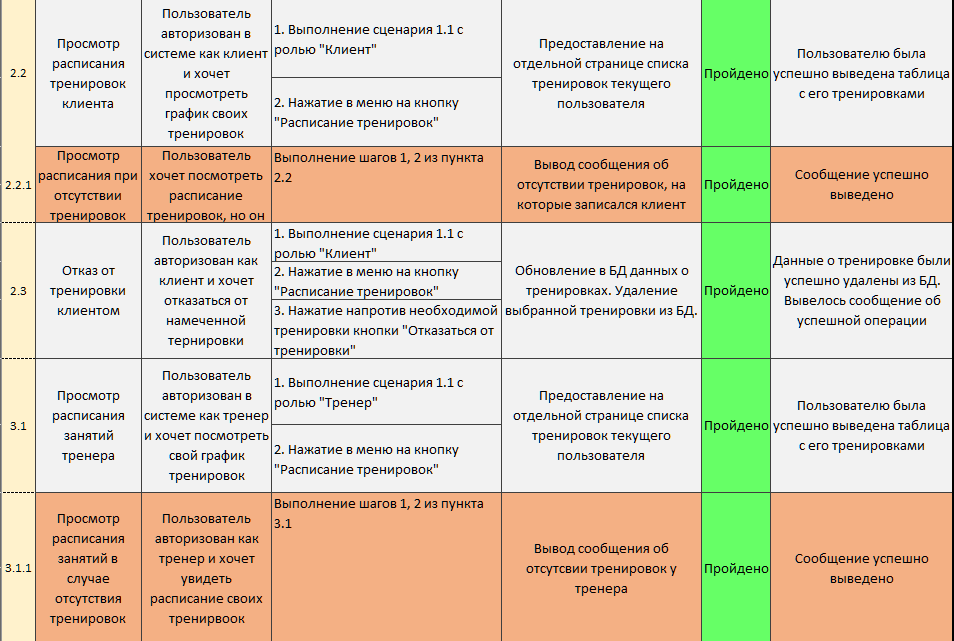 2.2
Просмотр
расписания
тренировок
клиента
Пользователь
авторизован в
системе как клиент
и хочет
просмотреть
график своих
тренировок
1. Выполнение сценария 1.1 с
ролью "Клиент"
2. Нажатие в меню на кнопку
"Расписание тренировок"
Предоставление на
отдельной странице списка
тренировок текущего
пользователя
Пройдено
Пользователю была
успешно выведена таблица
с его тренировками
2.2.1
Просмотр
расписания при
отсутствии
тренировок
Пользователь
хочет посмотреть
расписание
тренировок, но он
Выполнение шагов 1, 2 из пункта
2.2
Вывод сообщения об
отсутствии тренировок, на
которые записался клиент
Пройдено
Сообщение успешно
выведено
2.3
Отказ от
тренировки
клиентом
Пользователь
авторизован как
клиент и хочет
отказаться от
намеченной
тернировки
1. Выполнение сценария 1.1 с
ролью "Клиент"
2. Нажатие в меню на кнопку
"Расписание тренировок"
3. Нажатие напротив необходимой
тренировки кнопки "Отказаться от
тренировки"
Обновление в БД данных о
тренировках. Удаление
выбранной тренировки из БД.
Пройдено
Данные о тренировке были
успешно удалены из БД.
Вывелось сообщение об
успешной операции
3.1
Просмотр
расписания
занятий
тренера
Пользователь
авторизован в
системе как тренер
и хочет посмотреть
свой график
тренировок
1. Выполнение сценария 1.1 с
ролью "Тренер"
2. Нажатие в меню на кнопку
"Расписание тренировок"
Предоставление на
отдельной странице списка
тренировок текущего
пользователя
Пройдено
Пользователю была
успешно выведена таблица
с его тренировками
3.1.1
Просмотр
расписания
занятий в
случае
отсутствия
тренировок
Пользователь
авторизован как
тренер и хочет
увидеть
расписание своих
тренирвоок
Выполнение шагов 1, 2 из пункта
3.1
Вывод сообщения об
отсутсвии тренировок у
тренера
Пройдено
Сообщение успешно
выведено